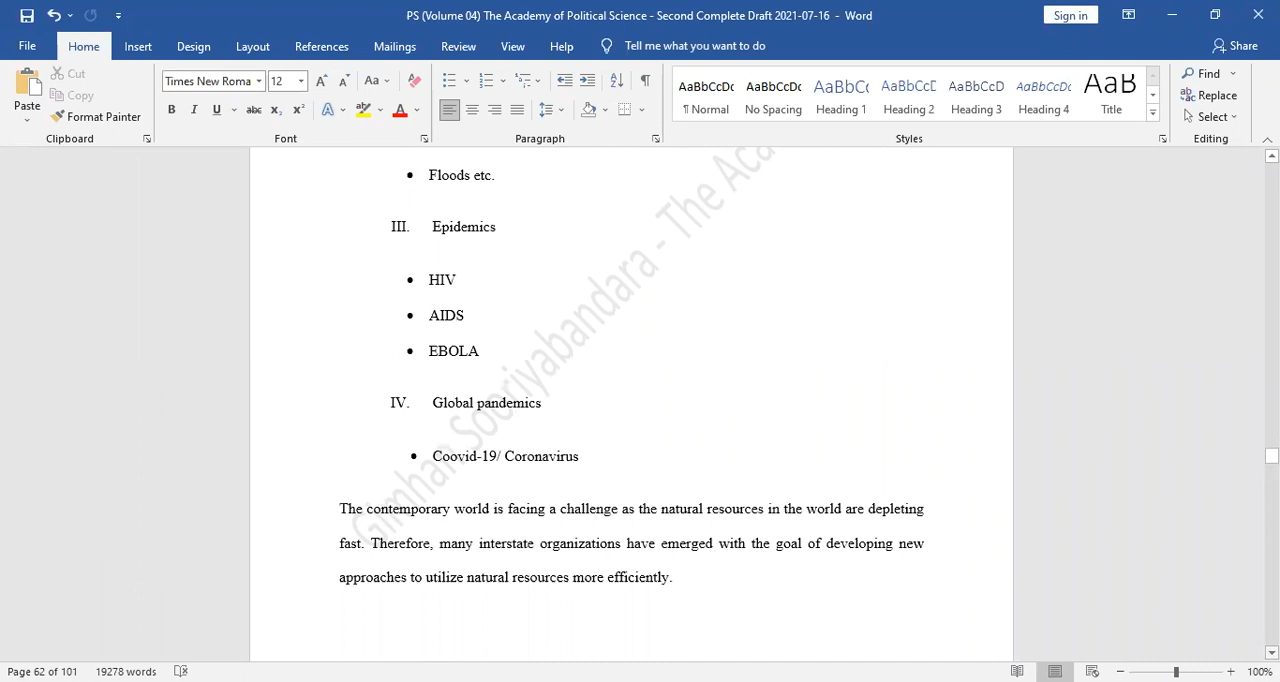 PS (Volume 04) The Academy of Political Science - Second Complete Draft 2021-07-16 - Word
Sign in
File Home Insert Design Layout References Mailings Review View Help Tell me what you want to do Share
Paste
Cut
Copy
Format Painter
Clipboard
Times New Roma 12
Font
Paragraph
AaBbCcDc AaBbCcDc AaBbCc AaBbCcD AaBbCcD AaBbCcDc AaB
¶ Normal No Spacing Heading 1 Heading 2 Heading 3 Heading 4 Title
Styles
Find
Replace
Select
Editing
• Floods etc.
III. Epidemics
• HIV
• AIDS
• EBOLA
IV. Global pandemics
• Coovid-19/ Coronavirus
The contemporary world is facing a challenge as the natural resources in the world are depleting
fast. Therefore, many interstate organizations have emerged with the goal of developing new
approaches to utilize natural resources more efficiently.
Gimhan Sooriyabandara - The Aca
Page 62 of 101 19278 words 100%